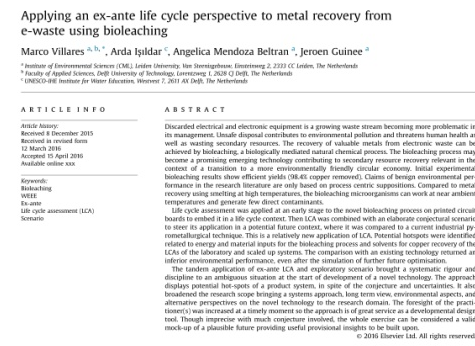 Applying an ex-ante life cycle perspective to metal recovery from
e-waste using bioleaching
Marco Villares a, b, *, Arda Işıldar c, Angelica Mendoza Beltran a, Jeroen Guinee a
a Institute of Environmental Sciences (CML), Leiden University, Van Steenisgebouw, Einsteinweg 2, 2333 CC Leiden, The Netherlands
b Faculty of Applied Sciences, Delft University of Technology, Lorentzweg 1, 2628 CJ Delft, The Netherlands
c UNESCO-IHE Institute for Water Education, Westvest 7, 2611 AX Delft, The Netherlands
ARTICLE INFO
Article history:
Received 8 December 2015
Received in revised form
12 March 2016
Accepted 15 April 2016
Available online xxx
Keywords:
Bioleaching
WEEE
Ex-ante
Life cycle assessment (LCA)
Scenario
ABSTRACT
Discarded electrical and electronic equipment is a growing waste stream becoming more problematic in
its management. Unsafe disposal contributes to environmental pollution and threatens human health as
well as wasting secondary resources. The recovery of valuable metals from electronic waste can be
achieved by bioleaching, a biologically mediated natural chemical process. The bioleaching process may
become a promising emerging technology contributing to secondary resource recovery relevant in the
context of a transition to a more environmentally friendly circular economy. Initial experimental
bioleaching results show efficient yields (98.4% copper removed). Claims of benign environmental per-
formance in the research literature are only based on process centric suppositions. Compared to metal
recovery using smelting at high temperatures, the bioleaching microorganisms can work at near ambient
temperatures and generate few direct contaminants.
Life cycle assessment was applied at an early stage to the novel bioleaching process on printed circuit
boards to embed it in a life cycle context. Then LCA was combined with an elaborate conjectural scenario
to steer its application in a potential future context, where it was compared to a current industrial py-
rometallurgical technique. This is a relatively new application of LCA. Potential hotspots were identified
related to energy and material inputs for the bioleaching process and solvents for copper recovery of the
LCAs of the laboratory and scaled up systems. The comparison with an existing technology returned an
inferior environmental performance, even after the simulation of further future optimisation.
The tandem application of ex-ante LCA and exploratory scenario brought a systematic rigour and
discipline to an ambiguous situation at the start of development of a novel technology. The approach
displays potential hot-spots of a product system, in spite of the conjecture and uncertainties. It also
broadened the research scope bringing a systems approach, long term view, environmental aspects, and
alternative perspectives on the novel technology to the research domain. The foresight of the practi-
tioner(s) was increased at a timely moment so the approach is of great service as a developmental design
tool. Though imprecise with much conjecture involved, the whole exercise can be considered a valid
mock-up of a plausible future providing useful provisional insights to be built upon.
© 2016 Elsevier Ltd. All rights reserved